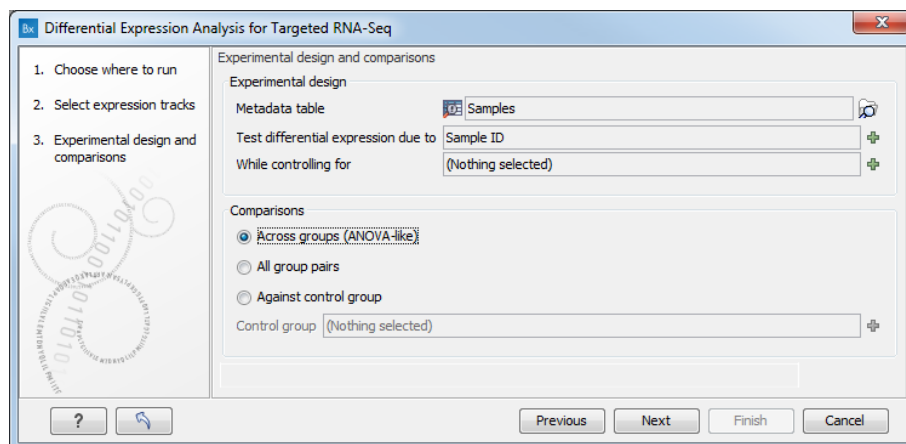 Bx Differential Expression Analysis for Targeted RNA-Seq
1. Choose where to run
2. Select expression tracks
3. Experimental design and
comparisons
Experimental design and comparisons
Experimental design
Metadata table Samples
Test differential expression due to Sample ID
While controlling for (Nothing selected)
Comparisons
Across groups (ANOVA-like)
All group pairs
Against control group
Control group (Nothing selected)
? Previous Next Finish Cancel